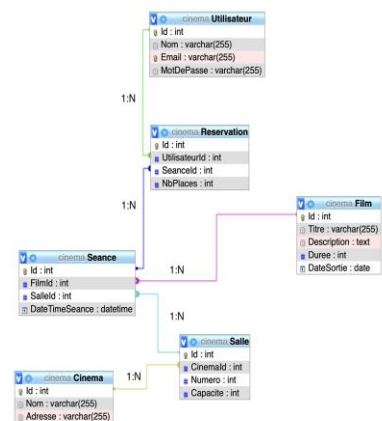 cinema Utilisateur
Id : int
Nom : varchar(255)
Email : varchar(255)
MotDePasse : varchar(255)
1:N
cinema Reservation
Id : int
UtilisateurId : int
SeanceId : int
NbPlaces : int
1:N
cinema Film
Id : int
Titre : varchar(255)
Description : text
Duree : int
DateSortie : date
cinema Seance
Id : int
FilmId : int
SalleId : int
DateTimeSeance : datetime
1:N
1:N
cinema Salle
Id : int
CinemaId : int
Numero : int
Capacite : int
cinema Cinema
Id : int
Nom : varchar(255)
Adresse : varchar(255)
1:N